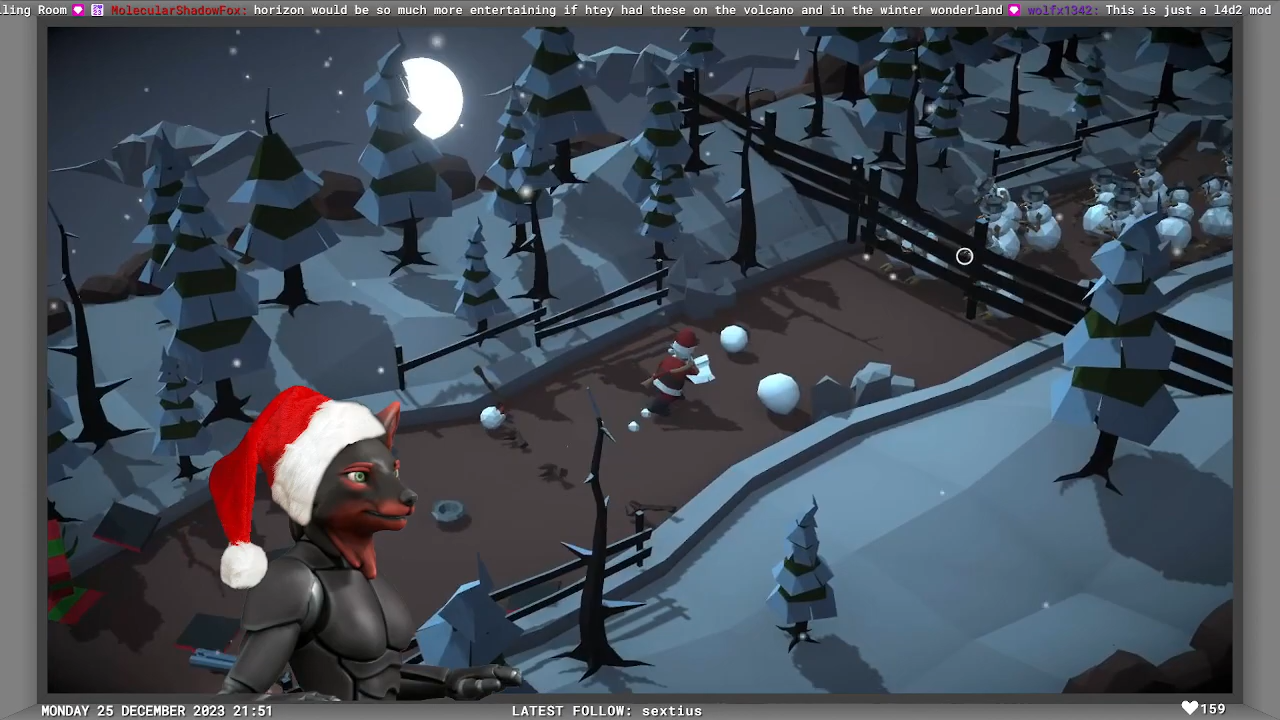 lling Room MolecularShadowFox: horizon would be so much more entertaining if htey had these on the volcano and in the winter wonderland wolfx1342: This is just a l4d2 mod
MONDAY 25 DECEMBER 2023 21:51 LATEST FOLLOW: sextius 159